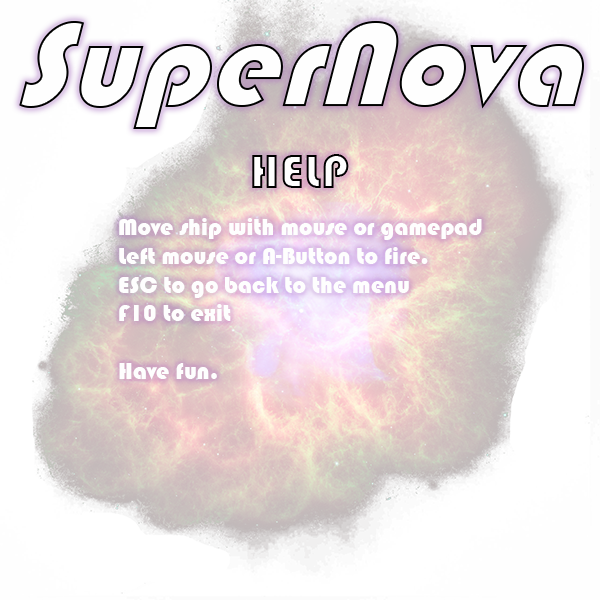 SuperNova
HELP
Move ship with mouse or gamepad
Left mouse or A-Button to fire.
ESC to go back to the menu
F10 to exit
Have fun.